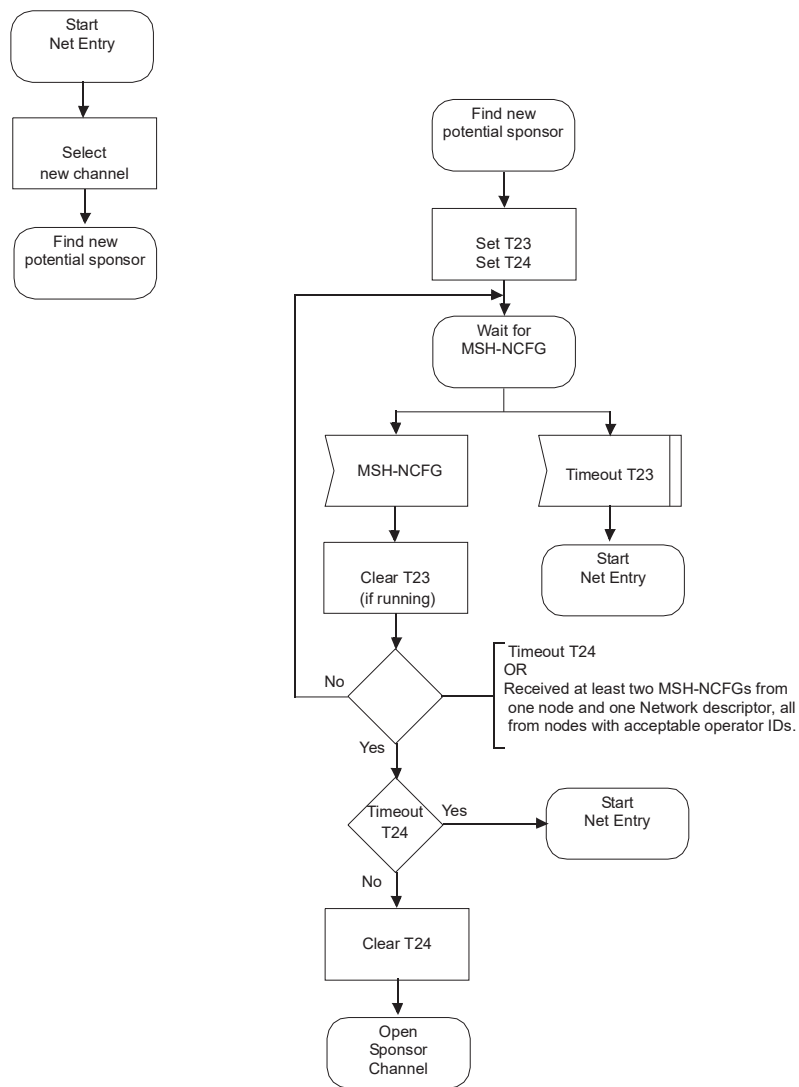 Start
Net Entry
Select
new channel
Find new
potential sponsor
Find new
potential sponsor
Set T23
Set T24
Wait for
MSH-NCFG
MSH-NCFG
Timeout T23
Clear T23
(if running)
Start
Net Entry
No
Timeout T24
OR
Received at least two MSH-NCFGs from
one node and one Network descriptor, all
from nodes with acceptable operator IDs.
Yes
Timeout
T24
Yes
Start
Net Entry
No
Clear T24
Open
Sponsor
Channel